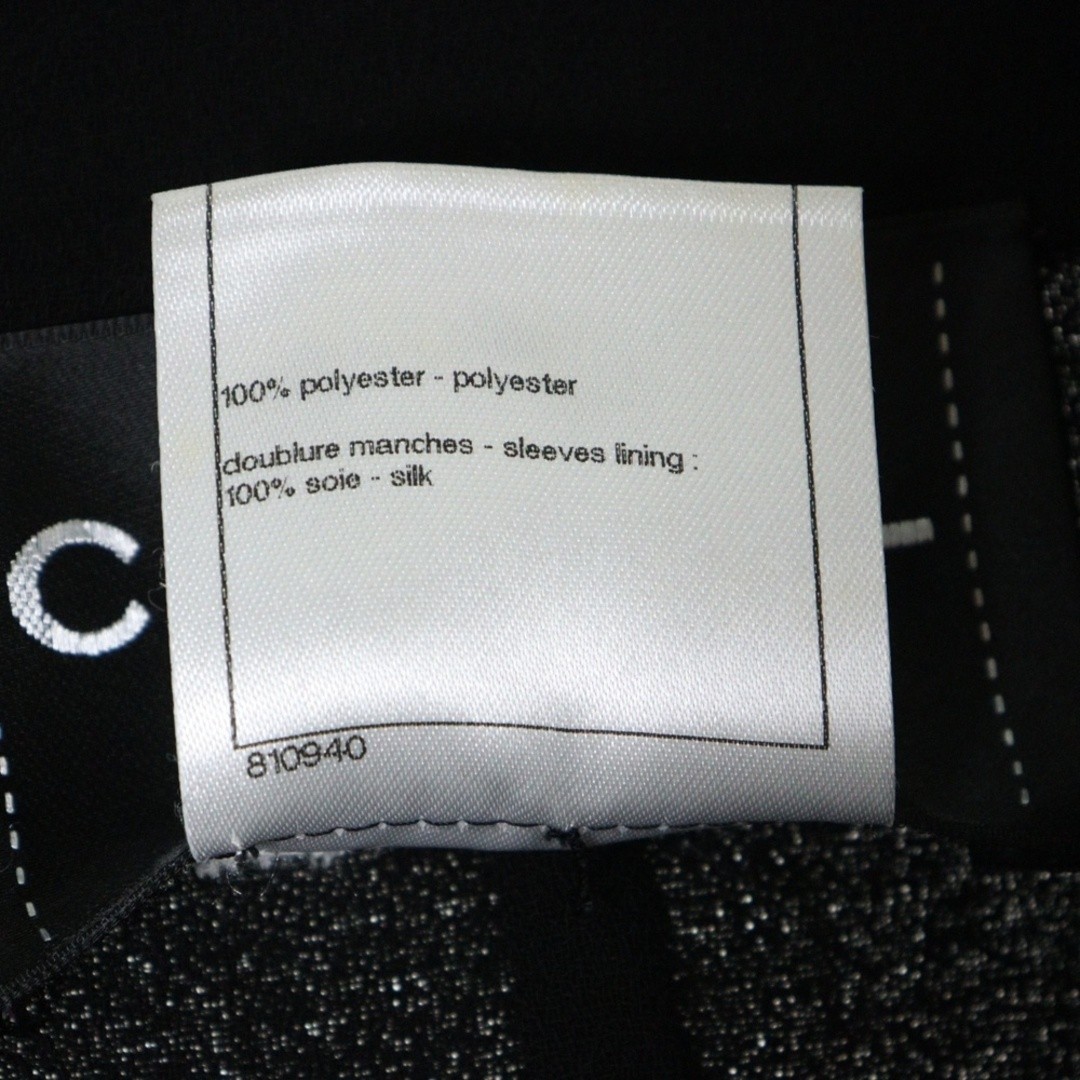 100% polyester - polyester
doublure manches - sleeves lining :
100% soie - silk
C
810940